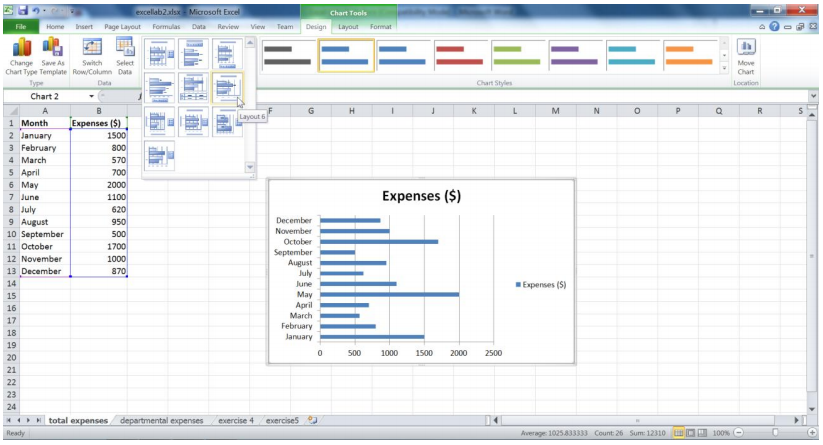 excellab2.xlsx - Microsoft Excel
Chart Tools
File Home Insert Page Layout Formulas Data Review View Team Design Layout Format
Change Chart Type
Save As Template
Switch Row/Column
Select Data
Move Chart
Type Data Chart Styles Location
Chart 2
Layout 6
A B F G H I J K L M N O P Q R S
1 Month Expenses ($)
2 January 1500
3 February 800
4 March 570
5 April 700
6 May 2000
7 June 1100
8 July 620
9 August 950
10 September 500
11 October 1700
12 November 1000
13 December 870
14
15
16
17
18
19
20
21
22
23
24
Expenses ($)
December
November
October
September
August
July
June
May
April
March
February
January
0 500 1000 1500 2000 2500
Expenses ($)
total expenses departmental expenses exercise 4 exercise5
Ready Average: 1025.833333 Count: 26 Sum: 12310 100%